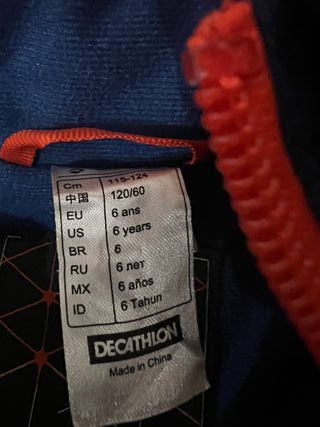 Cm 115-124
中国 120/60
EU 6 ans
US 6 years
BR 6
RU 6 лет
MX 6 años
ID 6 Tahun
DECATHLON
Made in China